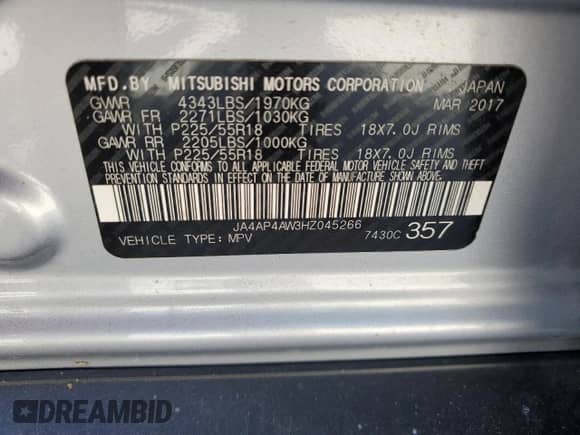 MFD.BY MITSUBISHI MOTORS CORPORATION JAPAN
GVWR 4343LBS/1970KG MAR 2017
GAWR FR 2271LBS/1030KG
WITH P225/55R18 TIRES 18X7.0J RIMS
GAWR RR 2205LBS/1000KG
WITH P225/55R18 TIRES 18X7.0J RIMS
THIS VEHICLE CONFORMS TO ALL APPLICABLE FEDERAL MOTOR VEHICLE SAFETY AND THEFT
PREVENTION STANDARDS IN EFFECT ON THE DATE OF MANUFACTURE SHOWN ABOVE.
JA4AP4AW3HZ045266
VEHICLE TYPE: MPV 7430C 357
DREAMBID